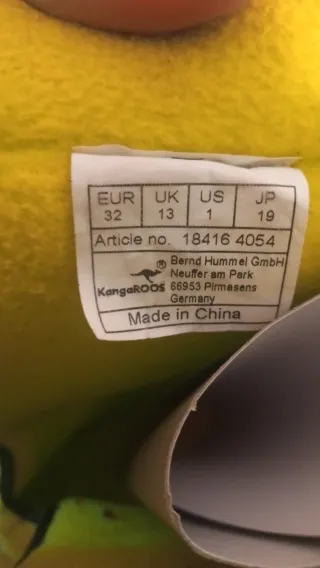 EUR UK US JP
32 13 1 19
Article no. 18416 4054
® Bernd Hummel GmbH
Neuffer am Park
KangaROOS 66953 Pirmasens
Germany
Made in China